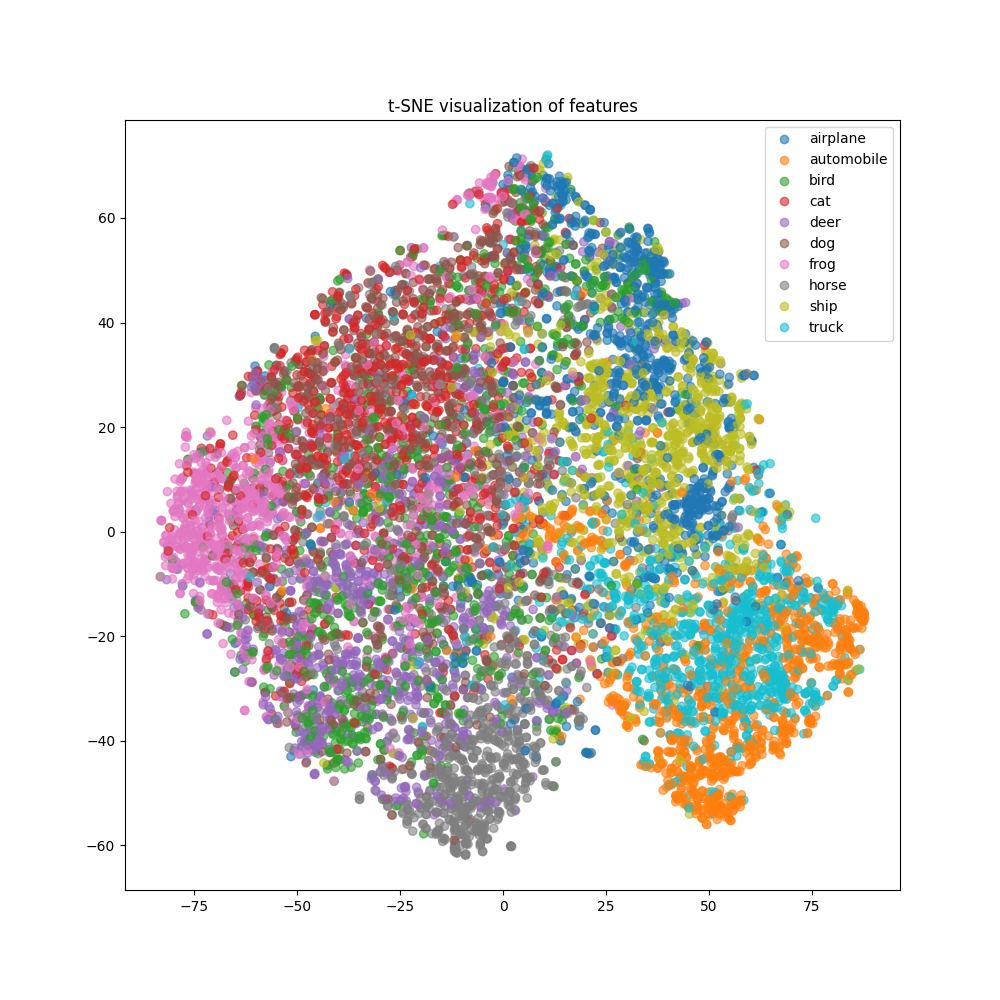 t-SNE visualization of features
airplane
automobile
bird
cat
deer
dog
frog
horse
ship
truck
60
40
20
0
−20
−40
−60
−75
−50
−25
0
25
50
75